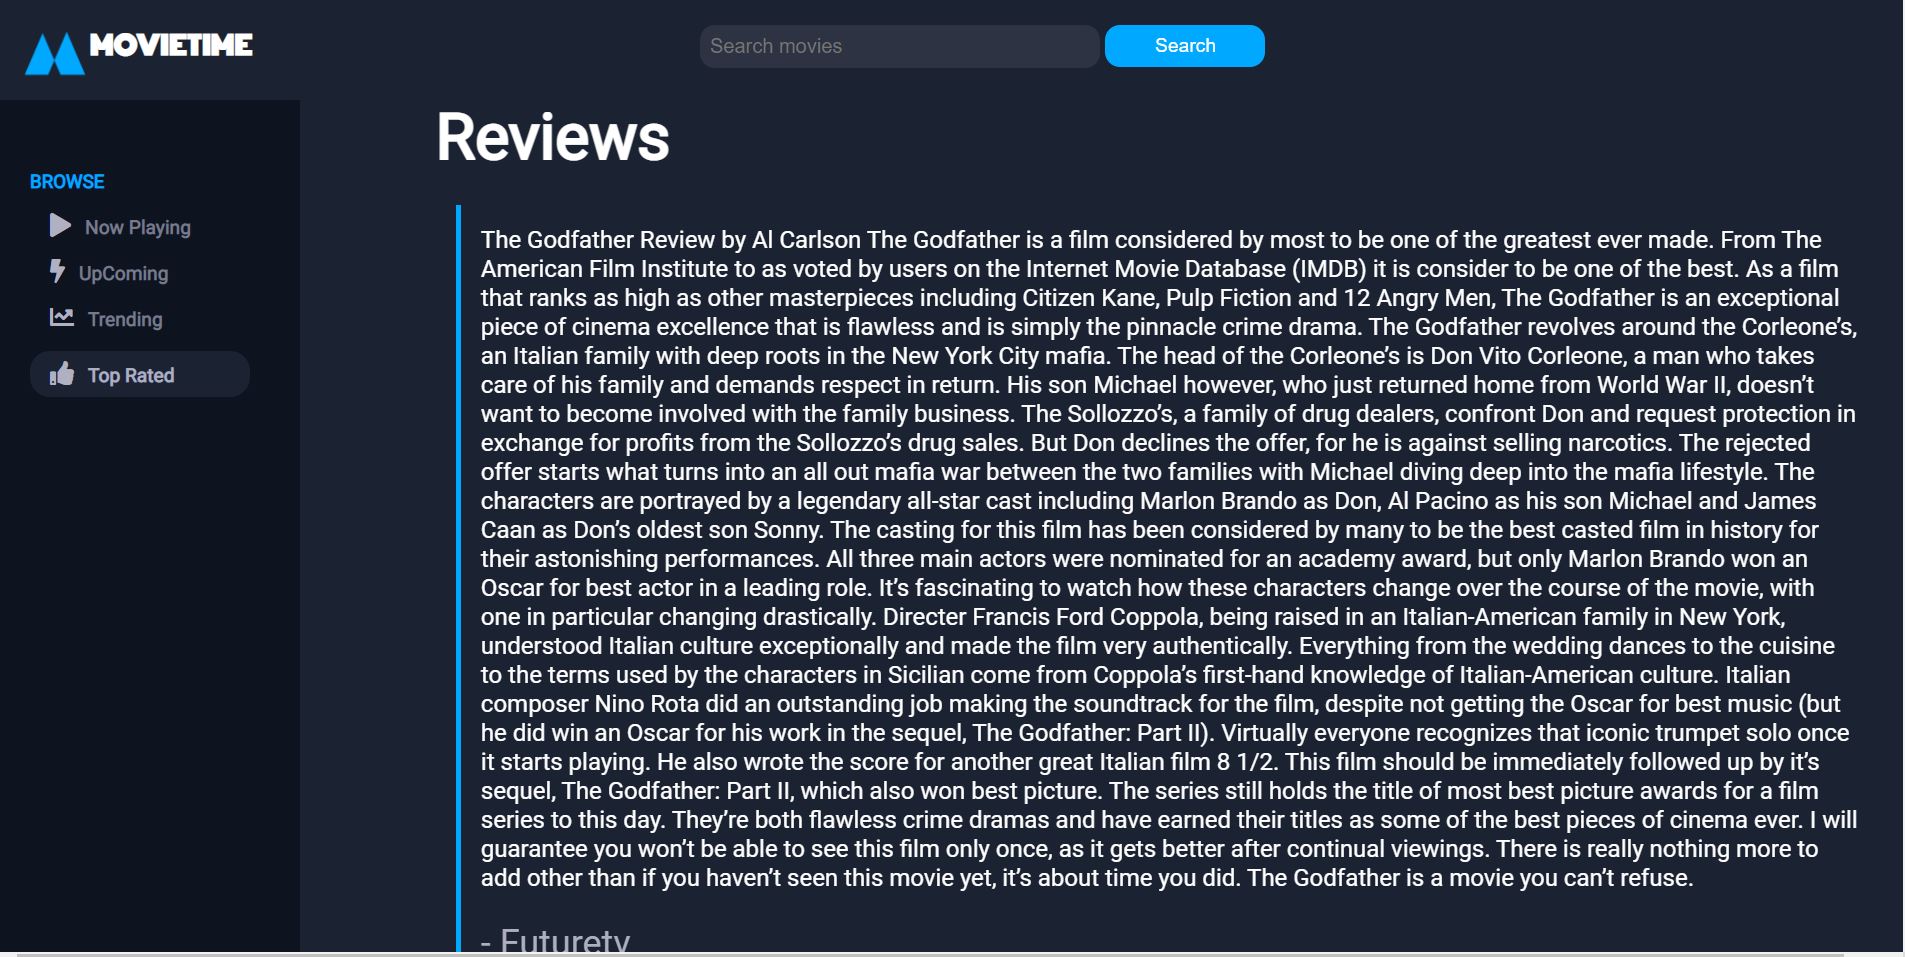 MOVIETIME
Search movies
Search
BROWSE
Now Playing
UpComing
Trending
Top Rated
Reviews
The Godfather Review by Al Carlson The Godfather is a film considered by most to be one of the greatest ever made. From The
American Film Institute to as voted by users on the Internet Movie Database (IMDB) it is consider to be one of the best. As a film
that ranks as high as other masterpieces including Citizen Kane, Pulp Fiction and 12 Angry Men, The Godfather is an exceptional
piece of cinema excellence that is flawless and is simply the pinnacle crime drama. The Godfather revolves around the Corleone’s,
an Italian family with deep roots in the New York City mafia. The head of the Corleone’s is Don Vito Corleone, a man who takes
care of his family and demands respect in return. His son Michael however, who just returned home from World War II, doesn’t
want to become involved with the family business. The Sollozzo’s, a family of drug dealers, confront Don and request protection in
exchange for profits from the Sollozzo’s drug sales. But Don declines the offer, for he is against selling narcotics. The rejected
offer starts what turns into an all out mafia war between the two families with Michael diving deep into the mafia lifestyle. The
characters are portrayed by a legendary all-star cast including Marlon Brando as Don, Al Pacino as his son Michael and James
Caan as Don’s oldest son Sonny. The casting for this film has been considered by many to be the best casted film in history for
their astonishing performances. All three main actors were nominated for an academy award, but only Marlon Brando won an
Oscar for best actor in a leading role. It’s fascinating to watch how these characters change over the course of the movie, with
one in particular changing drastically. Directer Francis Ford Coppola, being raised in an Italian-American family in New York,
understood Italian culture exceptionally and made the film very authentically. Everything from the wedding dances to the cuisine
to the terms used by the characters in Sicilian come from Coppola’s first-hand knowledge of Italian-American culture. Italian
composer Nino Rota did an outstanding job making the soundtrack for the film, despite not getting the Oscar for best music (but
he did win an Oscar for his work in the sequel, The Godfather: Part II). Virtually everyone recognizes that iconic trumpet solo once
it starts playing. He also wrote the score for another great Italian film 8 1/2. This film should be immediately followed up by it’s
sequel, The Godfather: Part II, which also won best picture. The series still holds the title of most best picture awards for a film
series to this day. They’re both flawless crime dramas and have earned their titles as some of the best pieces of cinema ever. I will
guarantee you won’t be able to see this film only once, as it gets better after continual viewings. There is really nothing more to
add other than if you haven’t seen this movie yet, it’s about time you did. The Godfather is a movie you can’t refuse.
- Futuretv